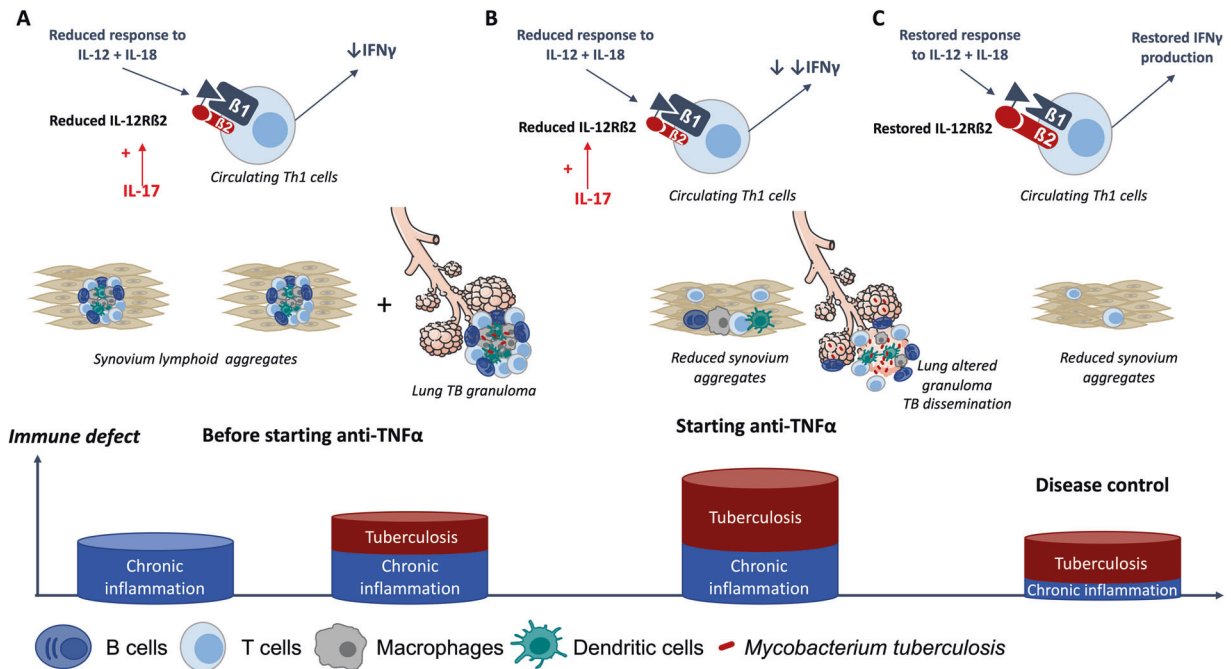 A
Reduced response to
IL-12 + IL-18
↓IFNγ
ß1
ß2
Reduced IL-12Rß2
+
IL-17
Circulating Th1 cells
Synovium lymphoid aggregates
+
Lung TB granuloma
B
Reduced response to
IL-12 + IL-18
↓ ↓IFNγ
ß1
ß2
Reduced IL-12Rß2
+
IL-17
Circulating Th1 cells
Reduced synovium
aggregates
Lung altered
granuloma
TB dissemination
C
Restored response
to IL-12 + IL-18
Restored IFNγ
production
ß1
ß2
Restored IL-12Rß2
Circulating Th1 cells
Reduced synovium
aggregates
Immune defect
Before starting anti-TNFα
Starting anti-TNFα
Disease control
Chronic
inflammation
Tuberculosis
Chronic
inflammation
Tuberculosis
Chronic
inflammation
Tuberculosis
Chronic inflammation
B cells
T cells
Macrophages
Dendritic cells
Mycobacterium tuberculosis